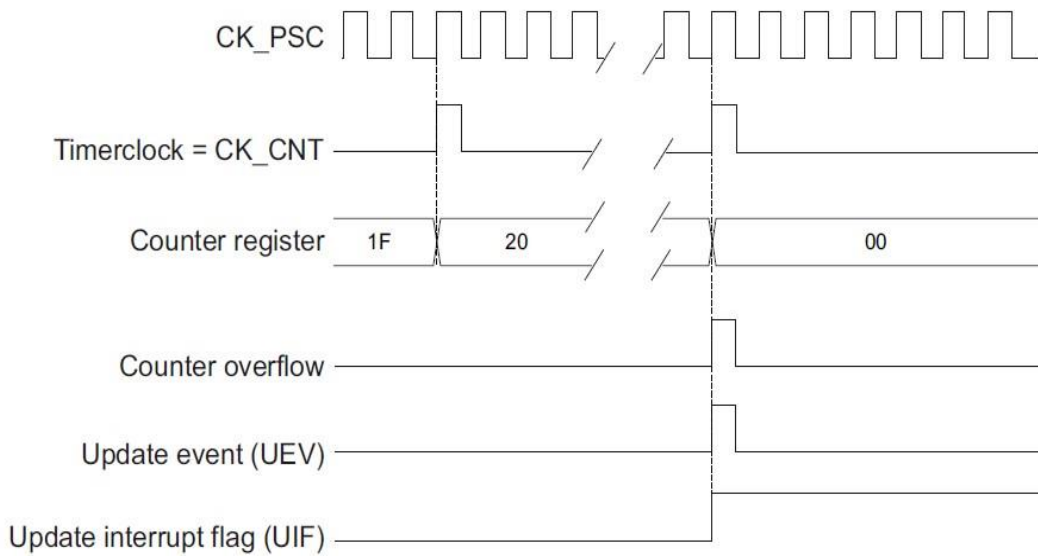 CK_PSC
Timerclock = CK_CNT
Counter register
1F
20
00
Counter overflow
Update event (UEV)
Update interrupt flag (UIF)